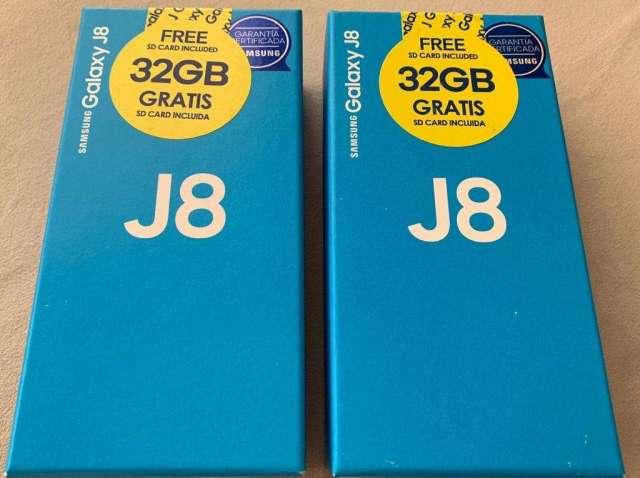 SAMSUNG Galaxy J8
FREE
SD CARD INCLUDED
32GB
GRATIS
SD CARD INCLUIDA
GARANTÍA
CERTIFICADA
SAMSUNG
J8
SAMSUNG Galaxy J8
FREE
SD CARD INCLUDED
32GB
GRATIS
SD CARD INCLUIDA
GARANTÍA
CERTIFICADA
SAMSUNG
J8